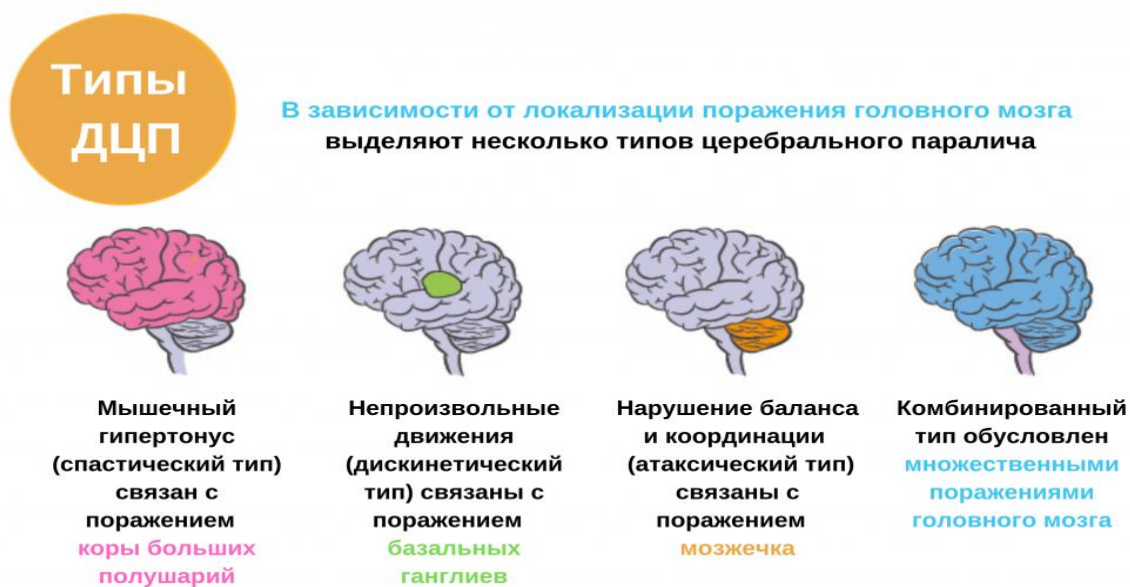 Типы
ДЦП
В зависимости от локализации поражения головного мозга
выделяют несколько типов церебрального паралича
Мышечный
гипертонус
(спастический тип)
связан с
поражением
коры больших
полушарий
Непроизвольные
движения
(дискинетический
тип) связаны с
поражением
базальных
ганглиев
Нарушение баланса
и координации
(атаксический тип)
связаны с
поражением
мозжечка
Комбинированный
тип обусловлен
множественными
поражениями
головного мозга